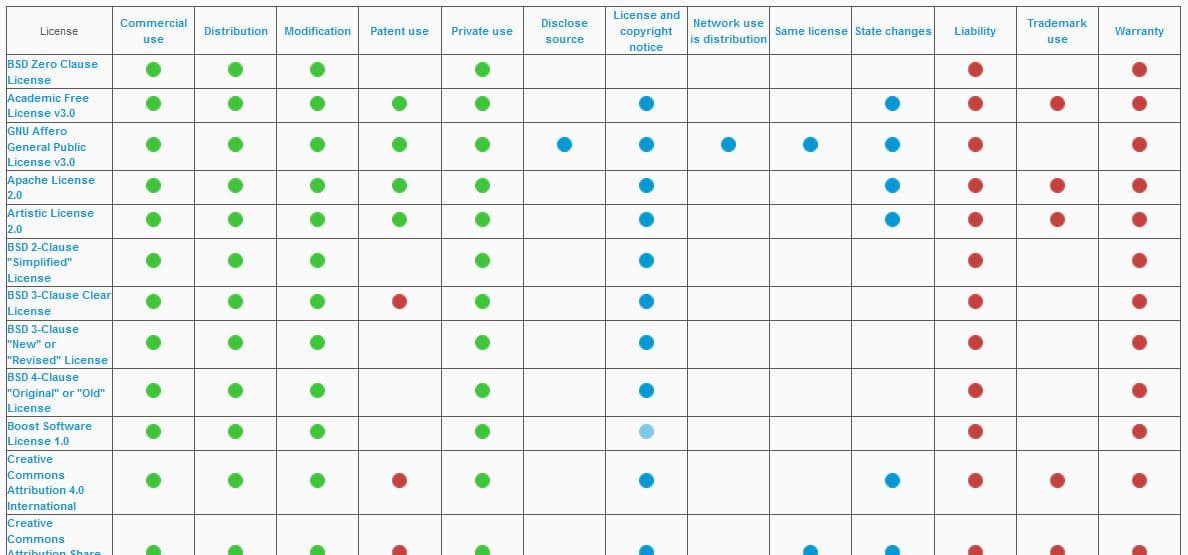 License
Commercial
use
Distribution
Modification
Patent use
Private use
Disclose
source
License and
copyright
notice
Network use
is distribution
Same license
State changes
Liability
Trademark
use
Warranty
BSD Zero Clause
License
Academic Free
License v3.0
GNU Affero
General Public
License v3.0
Apache License
2.0
Artistic License
2.0
BSD 2-Clause
"Simplified"
License
BSD 3-Clause Clear
License
BSD 3-Clause
"New" or
"Revised" License
BSD 4-Clause
"Original" or "Old"
License
Boost Software
License 1.0
Creative
Commons
Attribution 4.0
International
Creative
Commons
Attribution Share